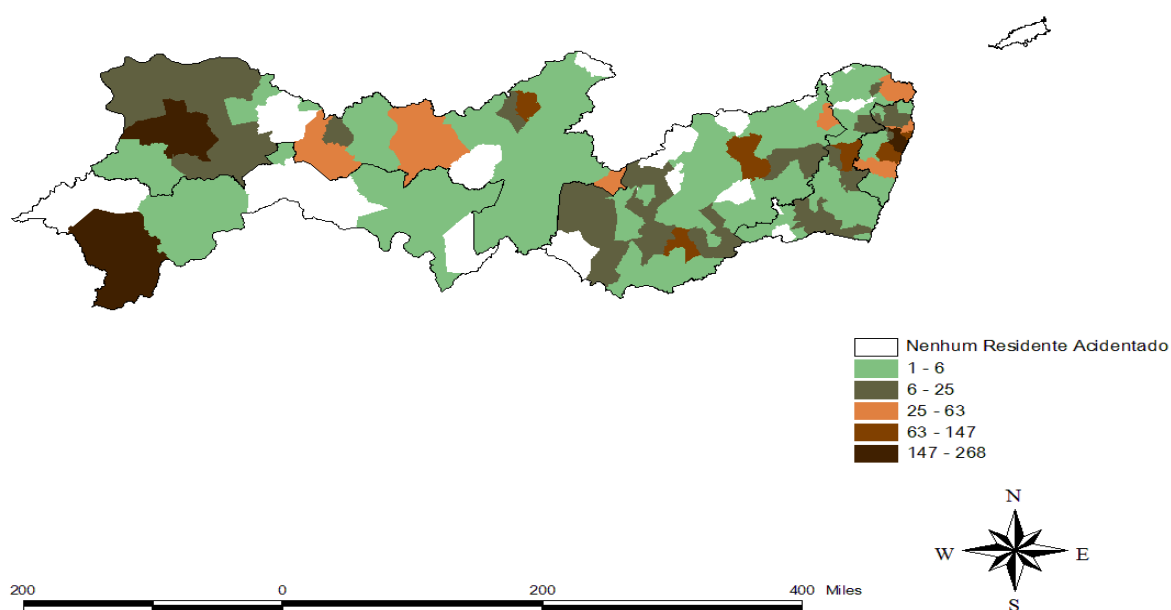 Nenhum Residente Acidentado
1 - 6
6 - 25
25 - 63
63 - 147
147 - 268
N
W E
S
200 0 200 400 Miles